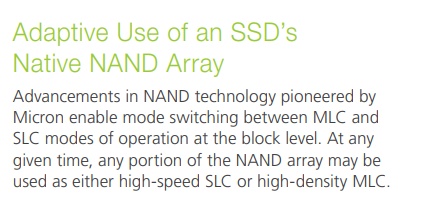 Adaptive Use of an SSD's
Native NAND Array
Advancements in NAND technology pioneered by
Micron enable mode switching between MLC and
SLC modes of operation at the block level. At any
given time, any portion of the NAND array may be
used as either high-speed SLC or high-density MLC.